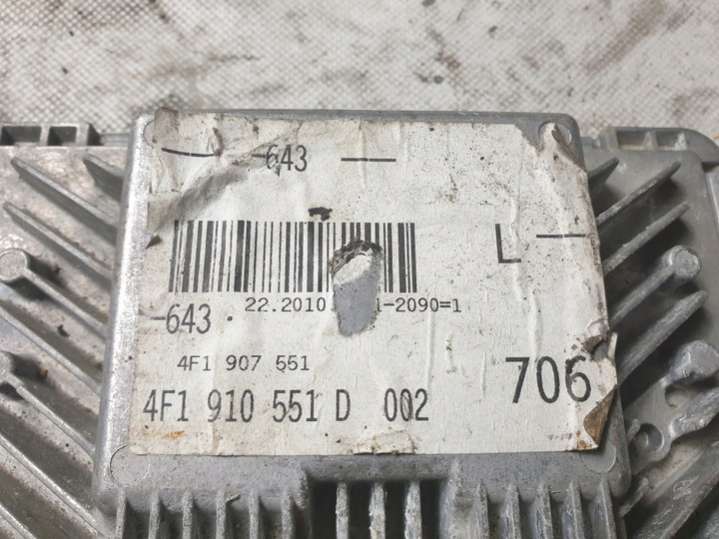 -643 —
L —
22.2010 1-2090=1
-643
4F1 907 551
706
4F1 910 551 D 002